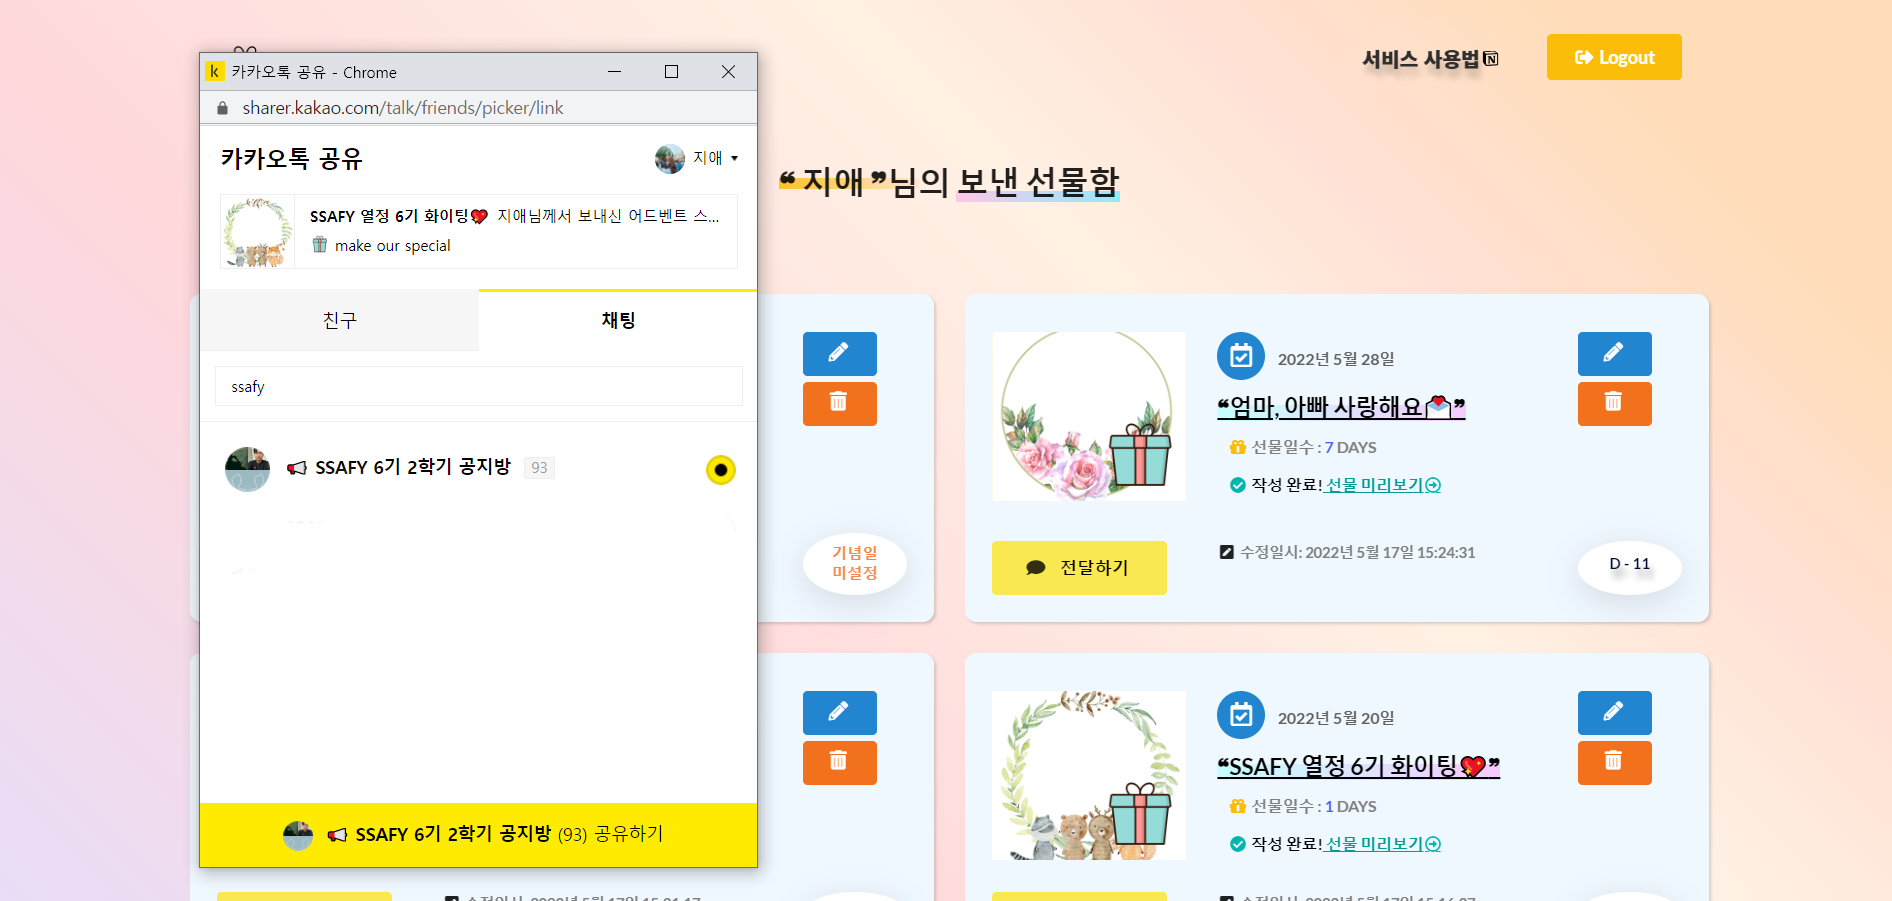 카카오톡 공유 - Chrome
sharer.kakao.com/talk/friends/picker/link
카카오톡 공유
지애
SSAFY 열정 6기 화이팅💖 지애님께서 보내신 어드벤트 스...
🎁 make our special
친구
채팅
ssafy
📢 SSAFY 6기 2학기 공지방 93
📢 SSAFY 6기 2학기 공지방 (93) 공유하기
서비스 사용법
Logout
❝ 지애 ❞님의 보낸 선물함
기념일
미설정
2022년 5월 28일
❝엄마, 아빠 사랑해요💌❞
선물일수 : 7 DAYS
작성 완료! 선물 미리보기
전달하기
수정일시: 2022년 5월 17일 15:24:31
D - 11
2022년 5월 20일
❝SSAFY 열정 6기 화이팅💖❞
선물일수 : 1 DAYS
작성 완료! 선물 미리보기